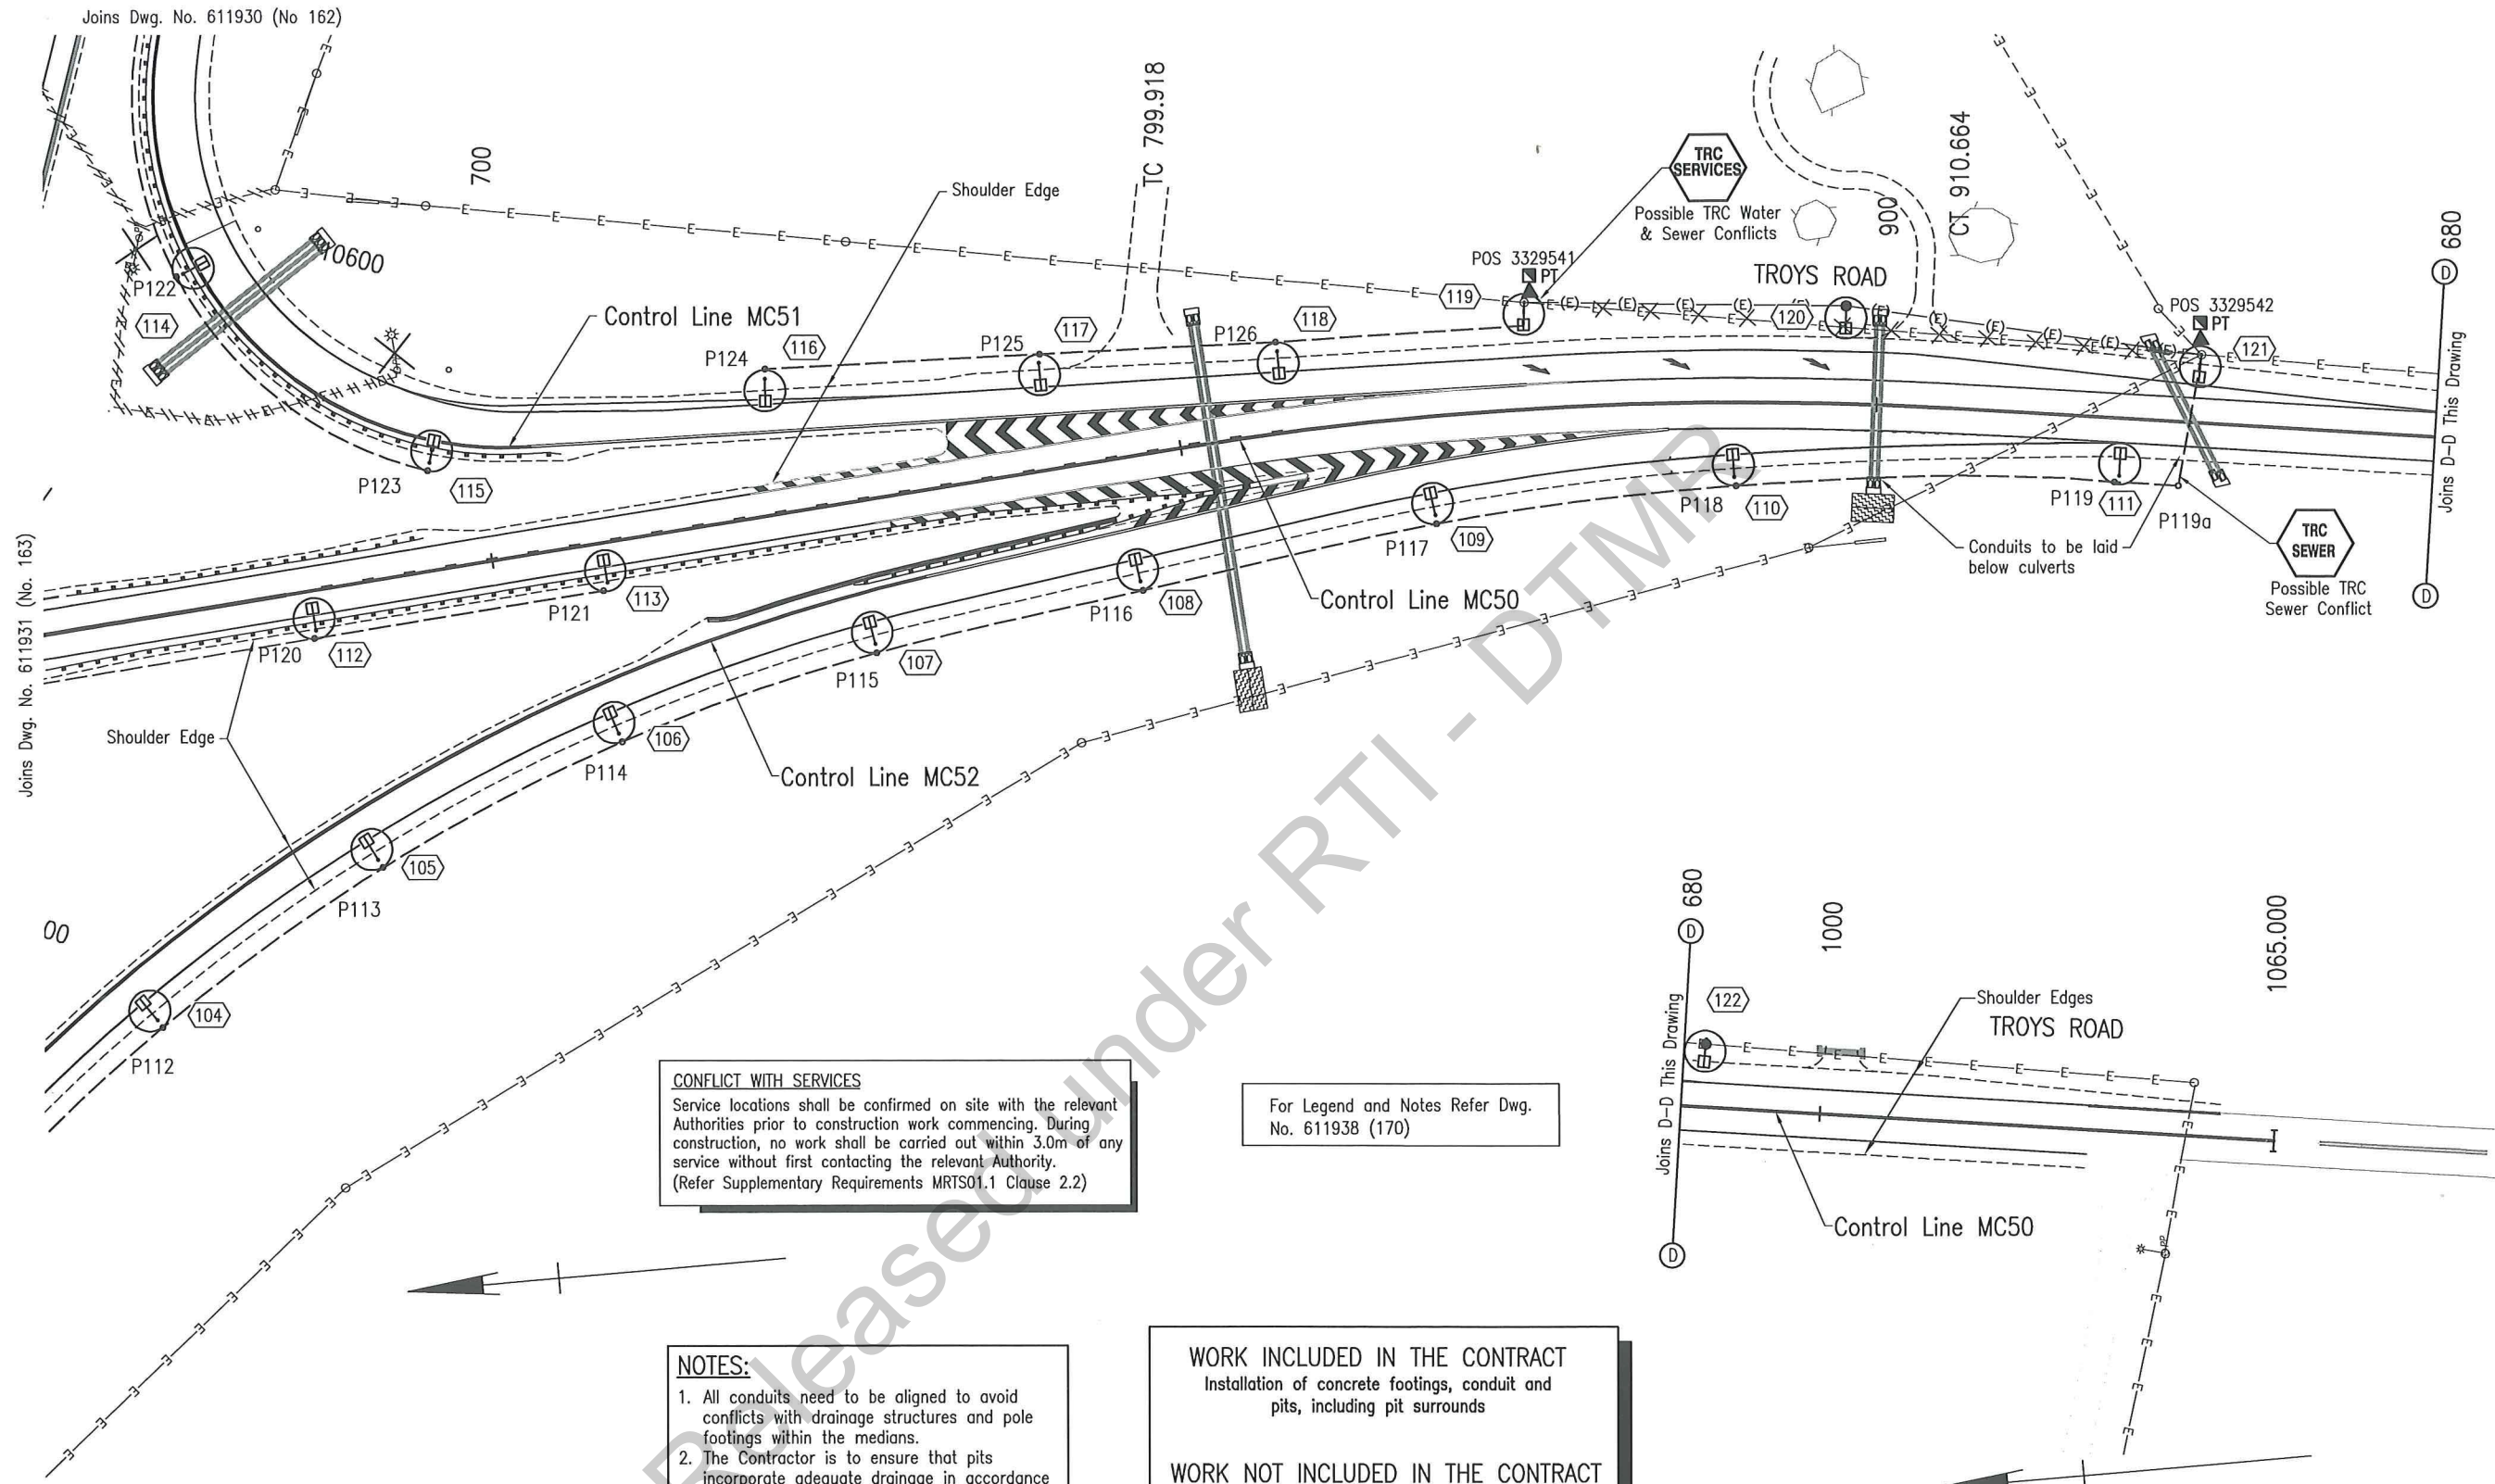 Joins Dwg. No. 611930 (No 162)
700
TC 799.918
Shoulder Edge
TRC
SERVICES
Possible TRC Water
& Sewer Conflicts
900
CT 910.664
680
D
POS 3329541
PT
TROYS ROAD
POS 3329542
PT
10600
P122
114
Control Line MC51
P124
116
P125
117
P126
118
119
120
121
Joins D-D This Drawing
P123
115
P118
110
P119
111
P119a
P117
109
Conduits to be laid
below culverts
TRC
SEWER
Possible TRC
Sewer Conflict
D
Joins Dwg. No. 611931 (No. 163)
P121
113
P116
108
Control Line MC50
P120
112
P115
107
Shoulder Edge
P114
106
Control Line MC52
105
P113
00
104
P112
680
D
1000
1065.000
Joins D-D This Drawing
122
Shoulder Edges
TROYS ROAD
Control Line MC50
D
CONFLICT WITH SERVICES
Service locations shall be confirmed on site with the relevant
Authorities prior to construction work commencing. During
construction, no work shall be carried out within 3.0m of any
service without first contacting the relevant Authority.
(Refer Supplementary Requirements MRTS01.1 Clause 2.2)
For Legend and Notes Refer Dwg.
No. 611938 (170)
NOTES:
1. All conduits need to be aligned to avoid
conflicts with drainage structures and pole
footings within the medians.
2. The Contractor is to ensure that pits
incorporate adequate drainage in accordance
WORK INCLUDED IN THE CONTRACT
Installation of concrete footings, conduit and
pits, including pit surrounds
WORK NOT INCLUDED IN THE CONTRACT
Released under RTI - DTMR